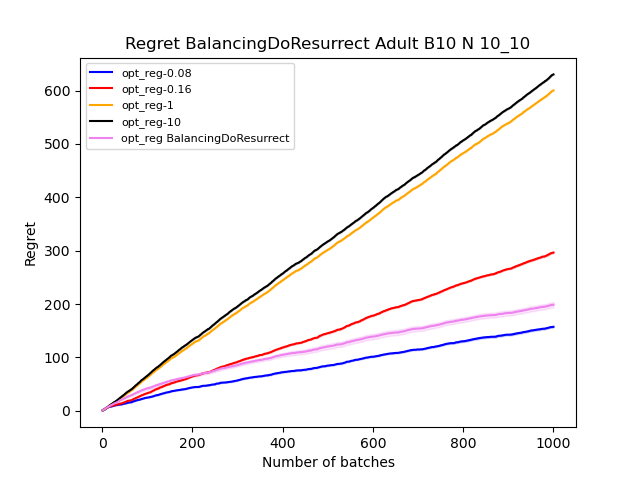 Regret BalancingDoResurrect Adult B10 N 10_10
opt_reg-0.08
opt_reg-0.16
opt_reg-1
opt_reg-10
opt_reg BalancingDoResurrect
Regret
600
500
400
300
200
100
0
0 200 400 600 800 1000
Number of batches